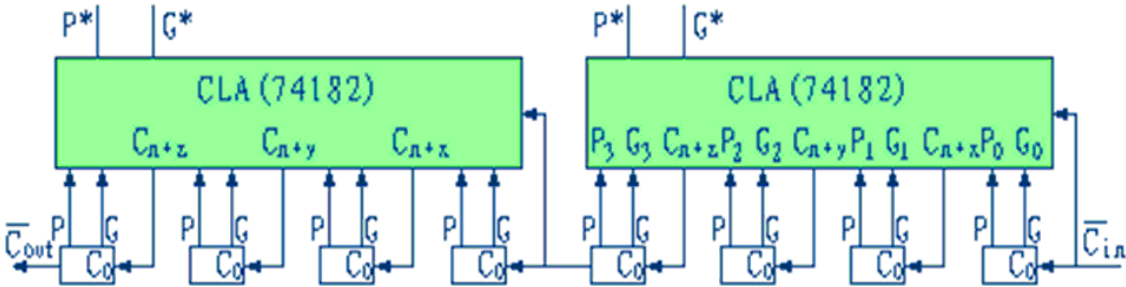 P* G* P* G*
CLA (74182) CLA (74182)
Cn+z Cn+y Cn+x P3 G3 Cn+z P2 G2 Cn+y P1 G1 Cn+x P0 G0
C̅out P G P G P G P G P G P G P G P G C̅in
C0 C0 C0 C0 C0 C0 C0 C0